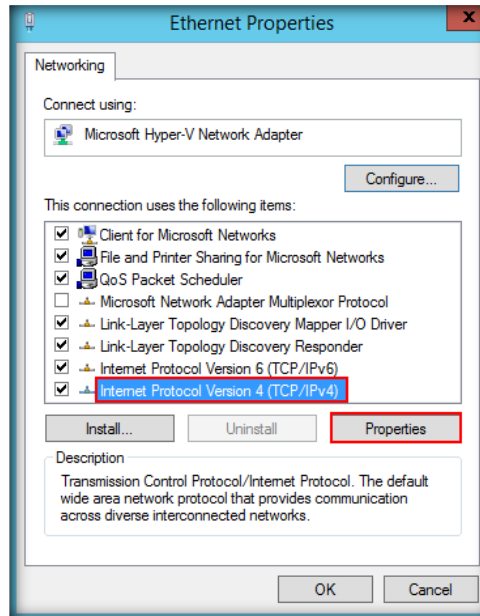 Ethernet Properties
x
Networking
Connect using:
Microsoft Hyper-V Network Adapter
Configure...
This connection uses the following items:
Client for Microsoft Networks
File and Printer Sharing for Microsoft Networks
QoS Packet Scheduler
Microsoft Network Adapter Multiplexor Protocol
Link-Layer Topology Discovery Mapper I/O Driver
Link-Layer Topology Discovery Responder
Internet Protocol Version 6 (TCP/IPv6)
Internet Protocol Version 4 (TCP/IPv4)
Install... Uninstall Properties
Description
Transmission Control Protocol/Internet Protocol. The default
wide area network protocol that provides communication
across diverse interconnected networks.
OK Cancel